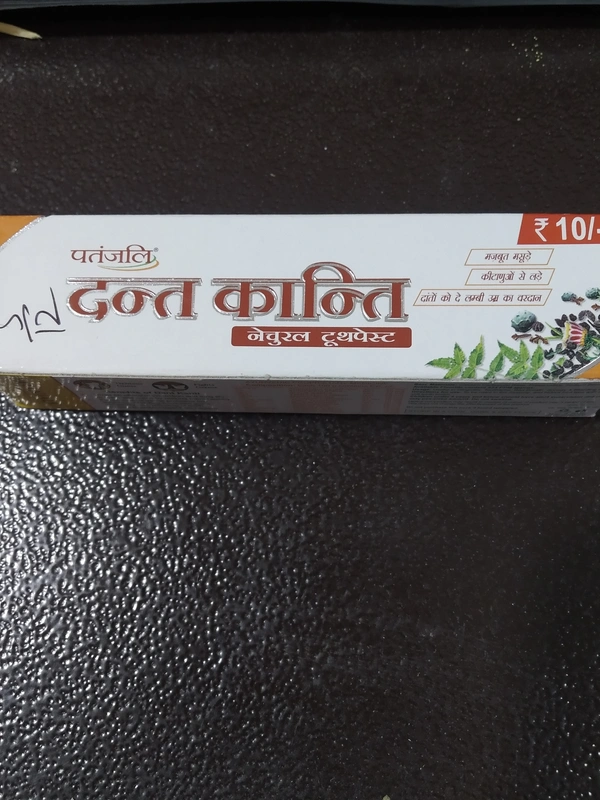 पतंजलि®
दन्त कान्ति
नेचुरल टूथपेस्ट
₹ 10/-
मजबूत मसूड़े
कीटाणुओं से लड़े
दांतों को दे लम्बी उम्र का वरदान